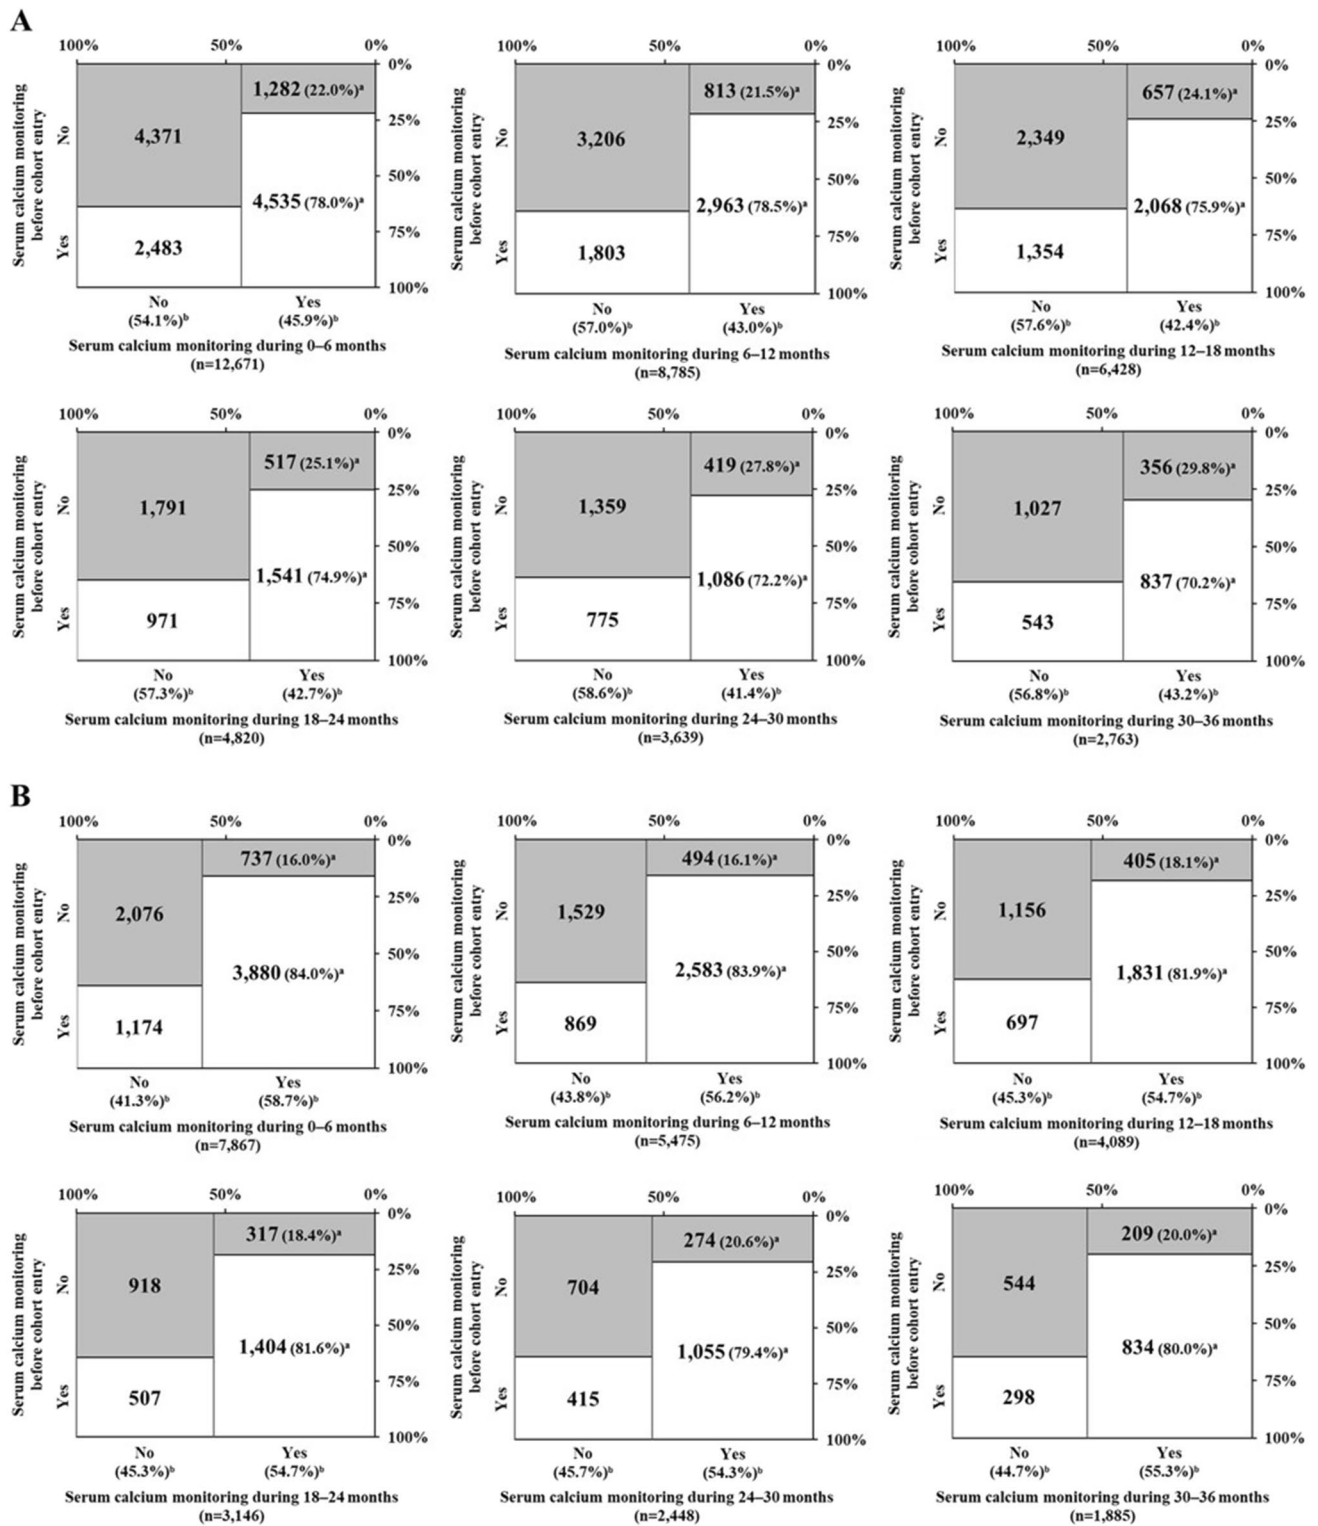 A
100% 50% 0%
Serum calcium monitoring
before cohort entry
No
Yes
4,371
1,282 (22.0%)ᵃ
2,483
4,535 (78.0%)ᵃ
0%
25%
50%
75%
100%
No Yes
(54.1%)ᵇ (45.9%)ᵇ
Serum calcium monitoring during 0–6 months
(n=12,671)
100% 50% 0%
Serum calcium monitoring
before cohort entry
No
Yes
3,206
813 (21.5%)ᵃ
1,803
2,963 (78.5%)ᵃ
0%
25%
50%
75%
100%
No Yes
(57.0%)ᵇ (43.0%)ᵇ
Serum calcium monitoring during 6–12 months
(n=8,785)
100% 50% 0%
Serum calcium monitoring
before cohort entry
No
Yes
2,349
657 (24.1%)ᵃ
1,354
2,068 (75.9%)ᵃ
0%
25%
50%
75%
100%
No Yes
(57.6%)ᵇ (42.4%)ᵇ
Serum calcium monitoring during 12–18 months
(n=6,428)
100% 50% 0%
Serum calcium monitoring
before cohort entry
No
Yes
1,791
517 (25.1%)ᵃ
971
1,541 (74.9%)ᵃ
0%
25%
50%
75%
100%
No Yes
(57.3%)ᵇ (42.7%)ᵇ
Serum calcium monitoring during 18–24 months
(n=4,820)
100% 50% 0%
Serum calcium monitoring
before cohort entry
No
Yes
1,359
419 (27.8%)ᵃ
775
1,086 (72.2%)ᵃ
0%
25%
50%
75%
100%
No Yes
(58.6%)ᵇ (41.4%)ᵇ
Serum calcium monitoring during 24–30 months
(n=3,639)
100% 50% 0%
Serum calcium monitoring
before cohort entry
No
Yes
1,027
356 (29.8%)ᵃ
543
837 (70.2%)ᵃ
0%
25%
50%
75%
100%
No Yes
(56.8%)ᵇ (43.2%)ᵇ
Serum calcium monitoring during 30–36 months
(n=2,763)
B
100% 50% 0%
Serum calcium monitoring
before cohort entry
No
Yes
2,076
737 (16.0%)ᵃ
1,174
3,880 (84.0%)ᵃ
0%
25%
50%
75%
100%
No Yes
(41.3%)ᵇ (58.7%)ᵇ
Serum calcium monitoring during 0–6 months
(n=7,867)
100% 50% 0%
Serum calcium monitoring
before cohort entry
No
Yes
1,529
494 (16.1%)ᵃ
869
2,583 (83.9%)ᵃ
0%
25%
50%
75%
100%
No Yes
(43.8%)ᵇ (56.2%)ᵇ
Serum calcium monitoring during 6–12 months
(n=5,475)
100% 50% 0%
Serum calcium monitoring
before cohort entry
No
Yes
1,156
405 (18.1%)ᵃ
697
1,831 (81.9%)ᵃ
0%
25%
50%
75%
100%
No Yes
(45.3%)ᵇ (54.7%)ᵇ
Serum calcium monitoring during 12–18 months
(n=4,089)
100% 50% 0%
Serum calcium monitoring
before cohort entry
No
Yes
918
317 (18.4%)ᵃ
507
1,404 (81.6%)ᵃ
0%
25%
50%
75%
100%
No Yes
(45.3%)ᵇ (54.7%)ᵇ
Serum calcium monitoring during 18–24 months
(n=3,146)
100% 50% 0%
Serum calcium monitoring
before cohort entry
No
Yes
704
274 (20.6%)ᵃ
415
1,055 (79.4%)ᵃ
0%
25%
50%
75%
100%
No Yes
(45.7%)ᵇ (54.3%)ᵇ
Serum calcium monitoring during 24–30 months
(n=2,448)
100% 50% 0%
Serum calcium monitoring
before cohort entry
No
Yes
544
209 (20.0%)ᵃ
298
834 (80.0%)ᵃ
0%
25%
50%
75%
100%
No Yes
(44.7%)ᵇ (55.3%)ᵇ
Serum calcium monitoring during 30–36 months
(n=1,885)